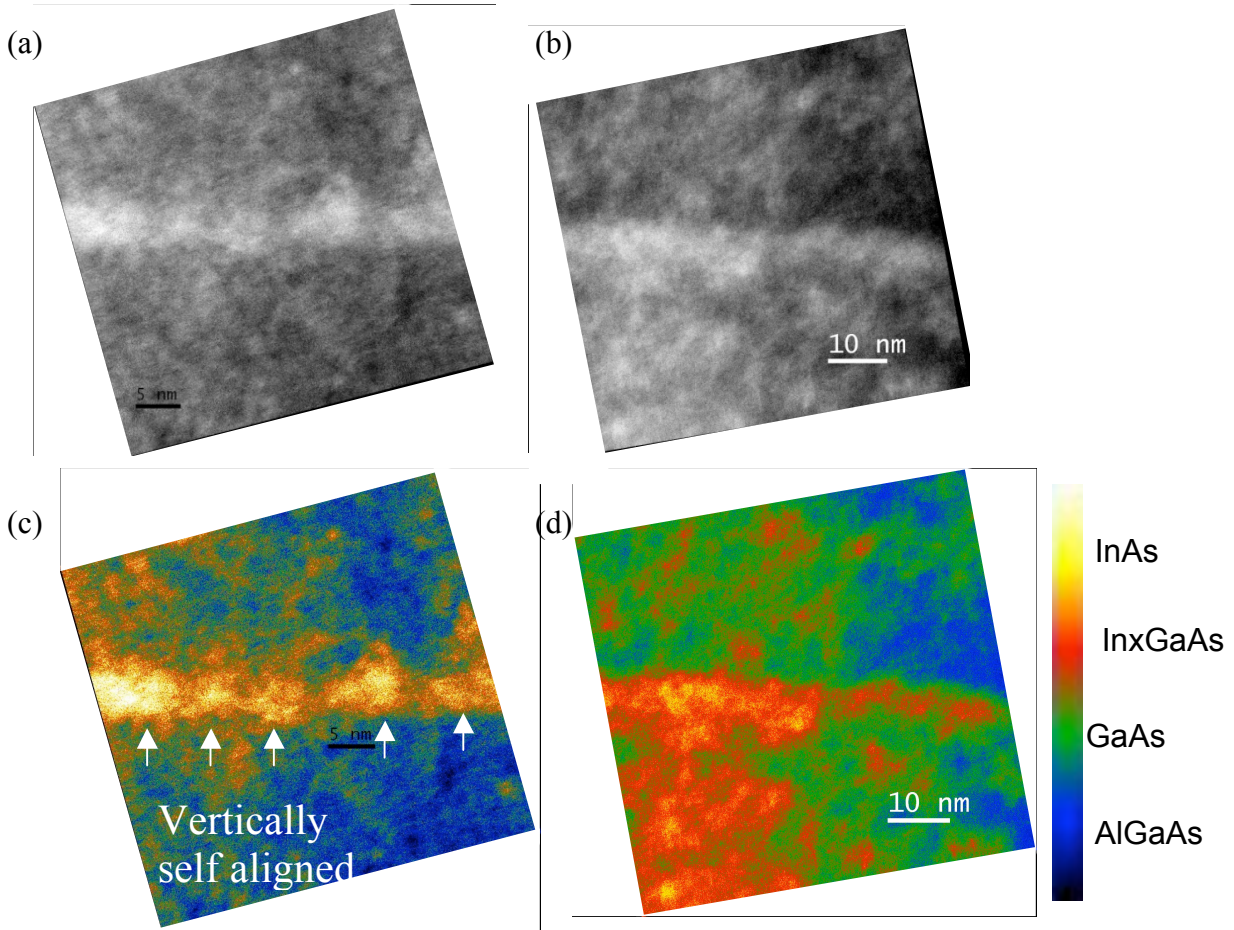 (a)
(b)
5 nm
10 nm
(c)
(d)
5 nm
Vertically
self aligned
10 nm
InAs
InxGaAs
GaAs
AlGaAs